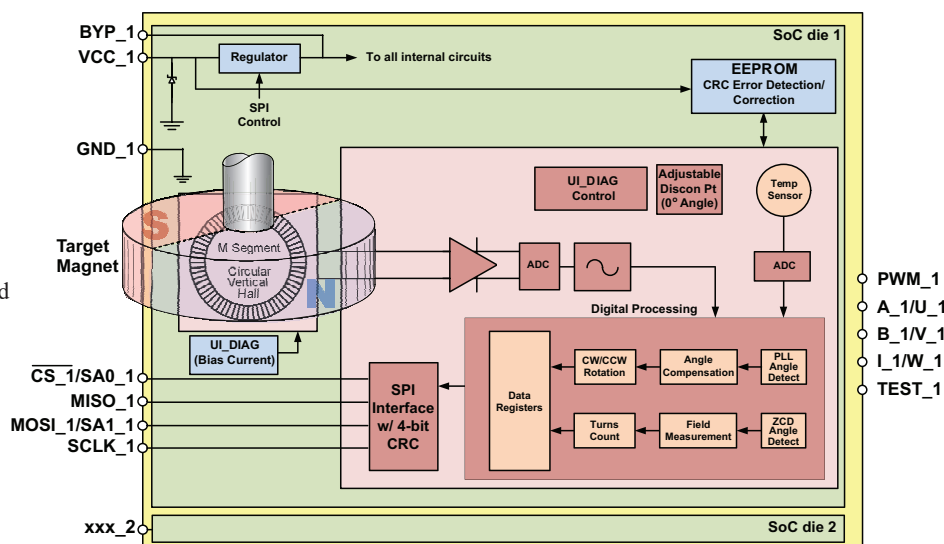 BYP_1
SoC die 1
VCC_1
Regulator
To all internal circuits
EEPROM
CRC Error Detection/
Correction
SPI
Control
GND_1
UI_DIAG
Control
Adjustable
Discon Pt
(0° Angle)
Temp
Sensor
S
Target
Magnet
M Segment
Circular
Vertical
Hall
N
ADC
ADC
d
PWM_1
A_1/U_1
B_1/V_1
I_1/W_1
TEST_1
Digital Processing
UI_DIAG
(Bias Current)
CS_1/SA0_1
MISO_1
MOSI_1/SA1_1
SCLK_1
SPI
Interface
w/ 4-bit
CRC
Data
Registers
CW/CCW
Rotation
Angle
Compensation
PLL
Angle
Detect
Turns
Count
Field
Measurement
ZCD
Angle
Detect
xxx_2
SoC die 2